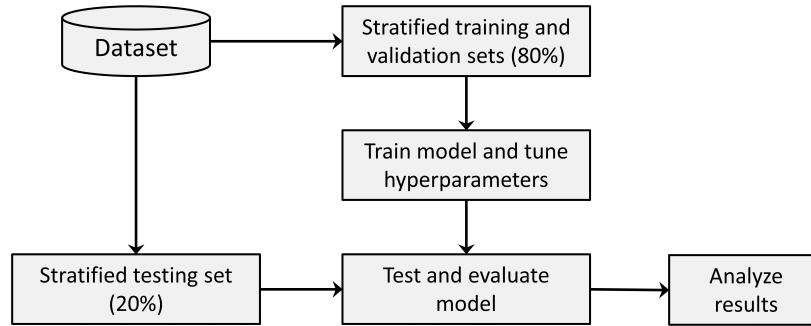 Dataset
Stratified training and
validation sets (80%)
Train model and tune
hyperparameters
Stratified testing set
(20%)
Test and evaluate
model
Analyze
results